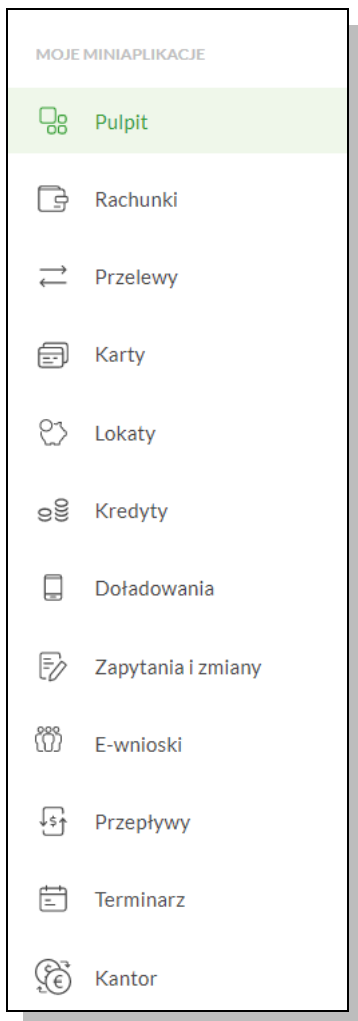 MOJE MINIAPLIKACJE
Pulpit
Rachunki
Przelewy
Karty
Lokaty
Kredyty
Doładowania
Zapytania i zmiany
E-wnioski
Przepływy
Terminarz
Kantor